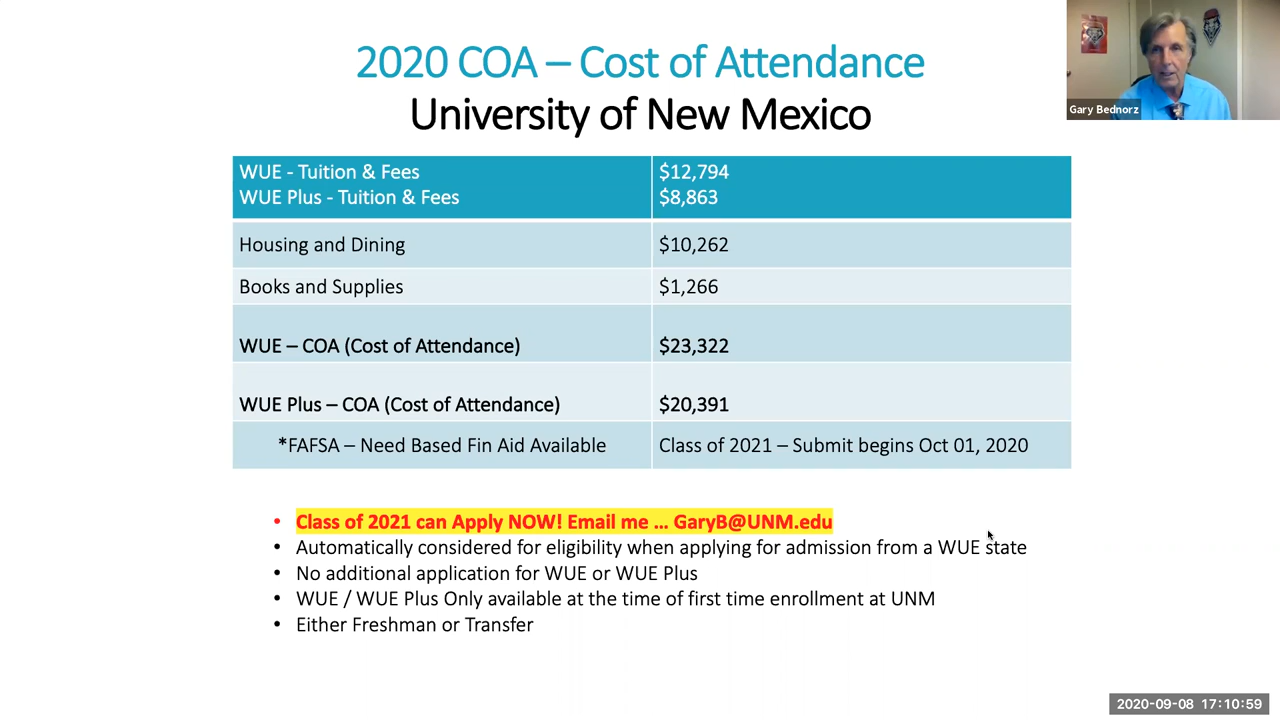 2020 COA – Cost of Attendance
University of New Mexico
Gary Bednorz
WUE - Tuition & Fees $12,794
WUE Plus - Tuition & Fees $8,863
Housing and Dining $10,262
Books and Supplies $1,266
WUE – COA (Cost of Attendance) $23,322
WUE Plus – COA (Cost of Attendance) $20,391
*FAFSA – Need Based Fin Aid Available Class of 2021 – Submit begins Oct 01, 2020
• Class of 2021 can Apply NOW! Email me … GaryB@UNM.edu
• Automatically considered for eligibility when applying for admission from a WUE state
• No additional application for WUE or WUE Plus
• WUE / WUE Plus Only available at the time of first time enrollment at UNM
• Either Freshman or Transfer
2020-09-08 17:10:59